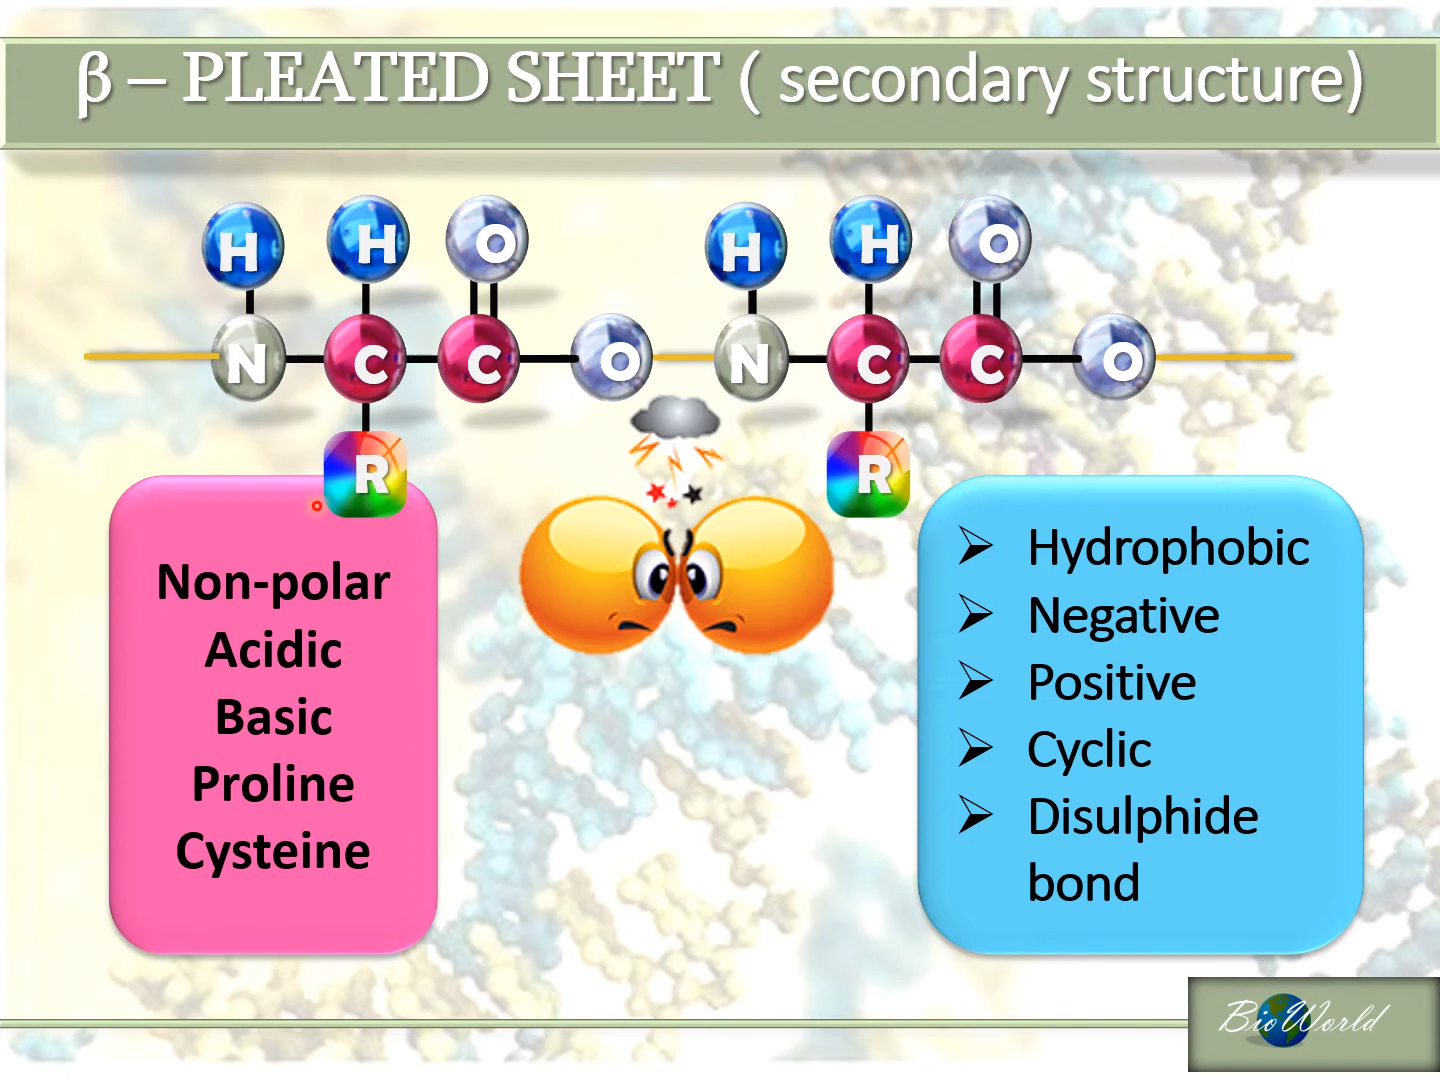 β – PLEATED SHEET ( secondary structure)
H H O H H O
N C C O N C C O
R R
Non-polar
Acidic
Basic
Proline
Cysteine
➢ Hydrophobic
➢ Negative
➢ Positive
➢ Cyclic
➢ Disulphide
bond
BioWorld